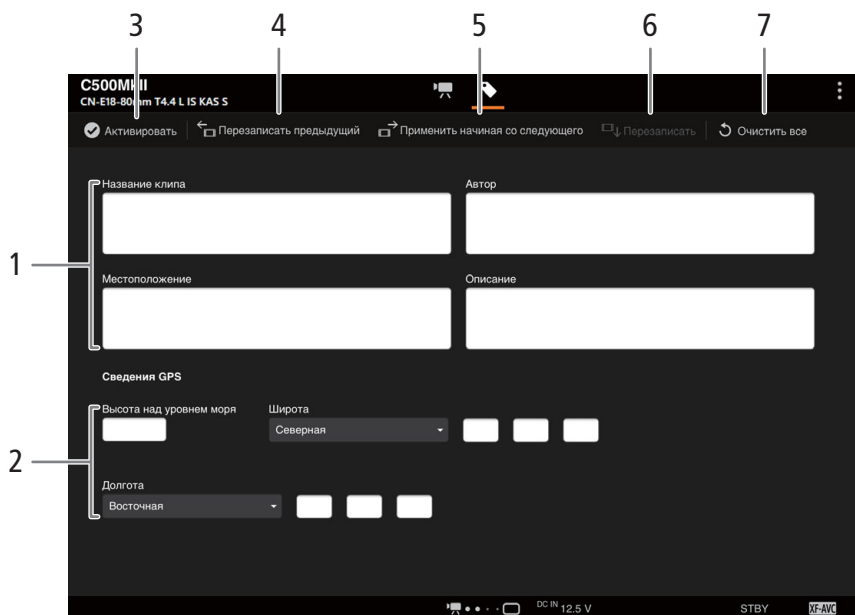 3 4 5 6 7
C500MkII
CN-E18-80mm T4.4 L IS KAS S
Активировать Перезаписать предыдущий Применить начиная со следующего Перезаписать Очистить все
1
Название клипа Автор
Местоположение Описание
Сведения GPS
2
Высота над уровнем моря Широта
Северная
Долгота
Восточная
DC IN 12.5 V STBY XF-AVC